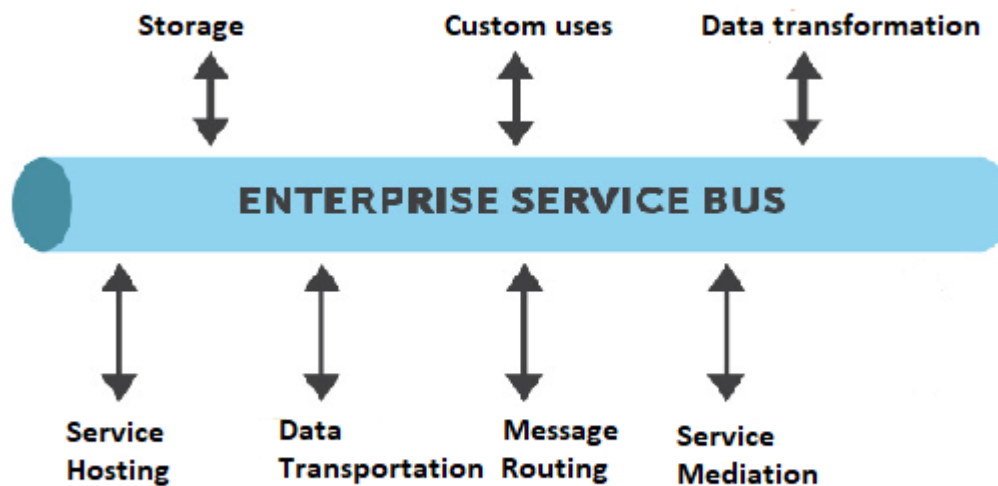 Storage
Custom uses
Data transformation
ENTERPRISE SERVICE BUS
Service
Hosting
Data
Transportation
Message
Routing
Service
Mediation